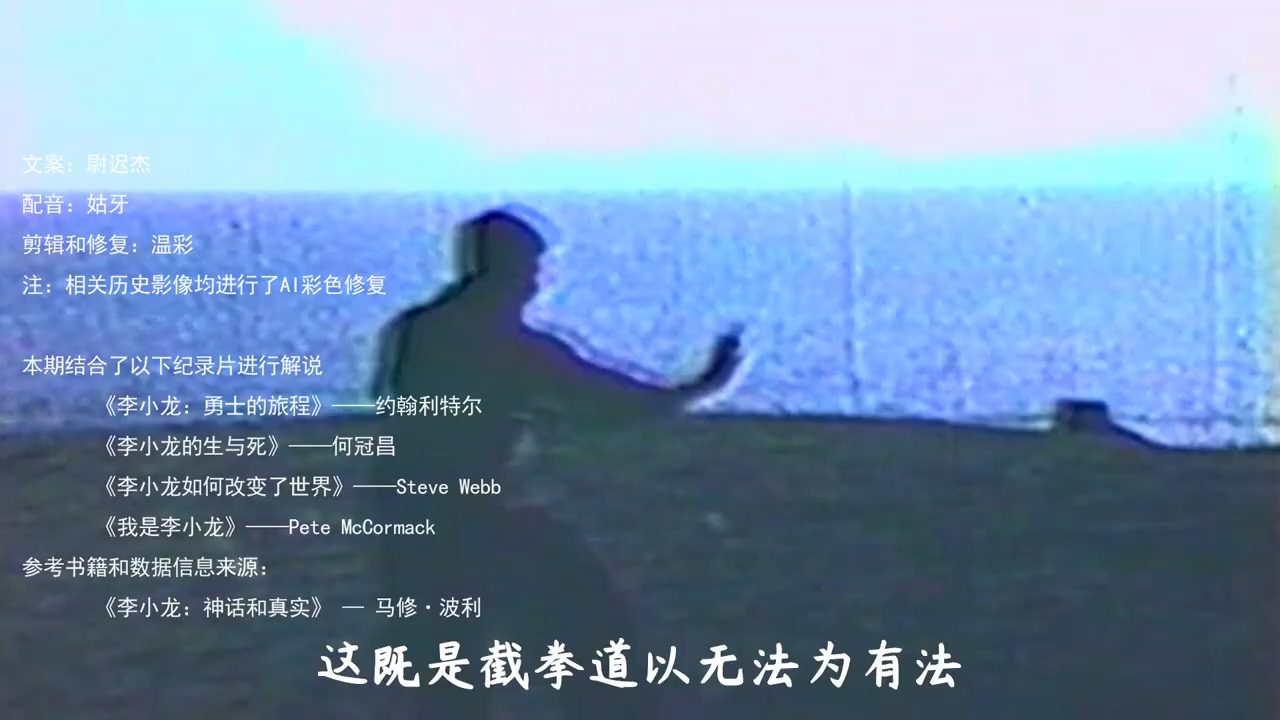 文案：尉迟杰
配音：姑牙
剪辑和修复：温彩
注：相关历史影像均进行了AI彩色修复
本期结合了以下纪录片进行解说
《李小龙：勇士的旅程》——约翰利特尔
《李小龙的生与死》——何冠昌
《李小龙如何改变了世界》——Steve Webb
《我是李小龙》——Pete McCormack
参考书籍和数据信息来源：
《李小龙：神话和真实》 — 马修·波利
这既是截拳道以无法为有法